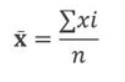 x̄ = ∑xi / n